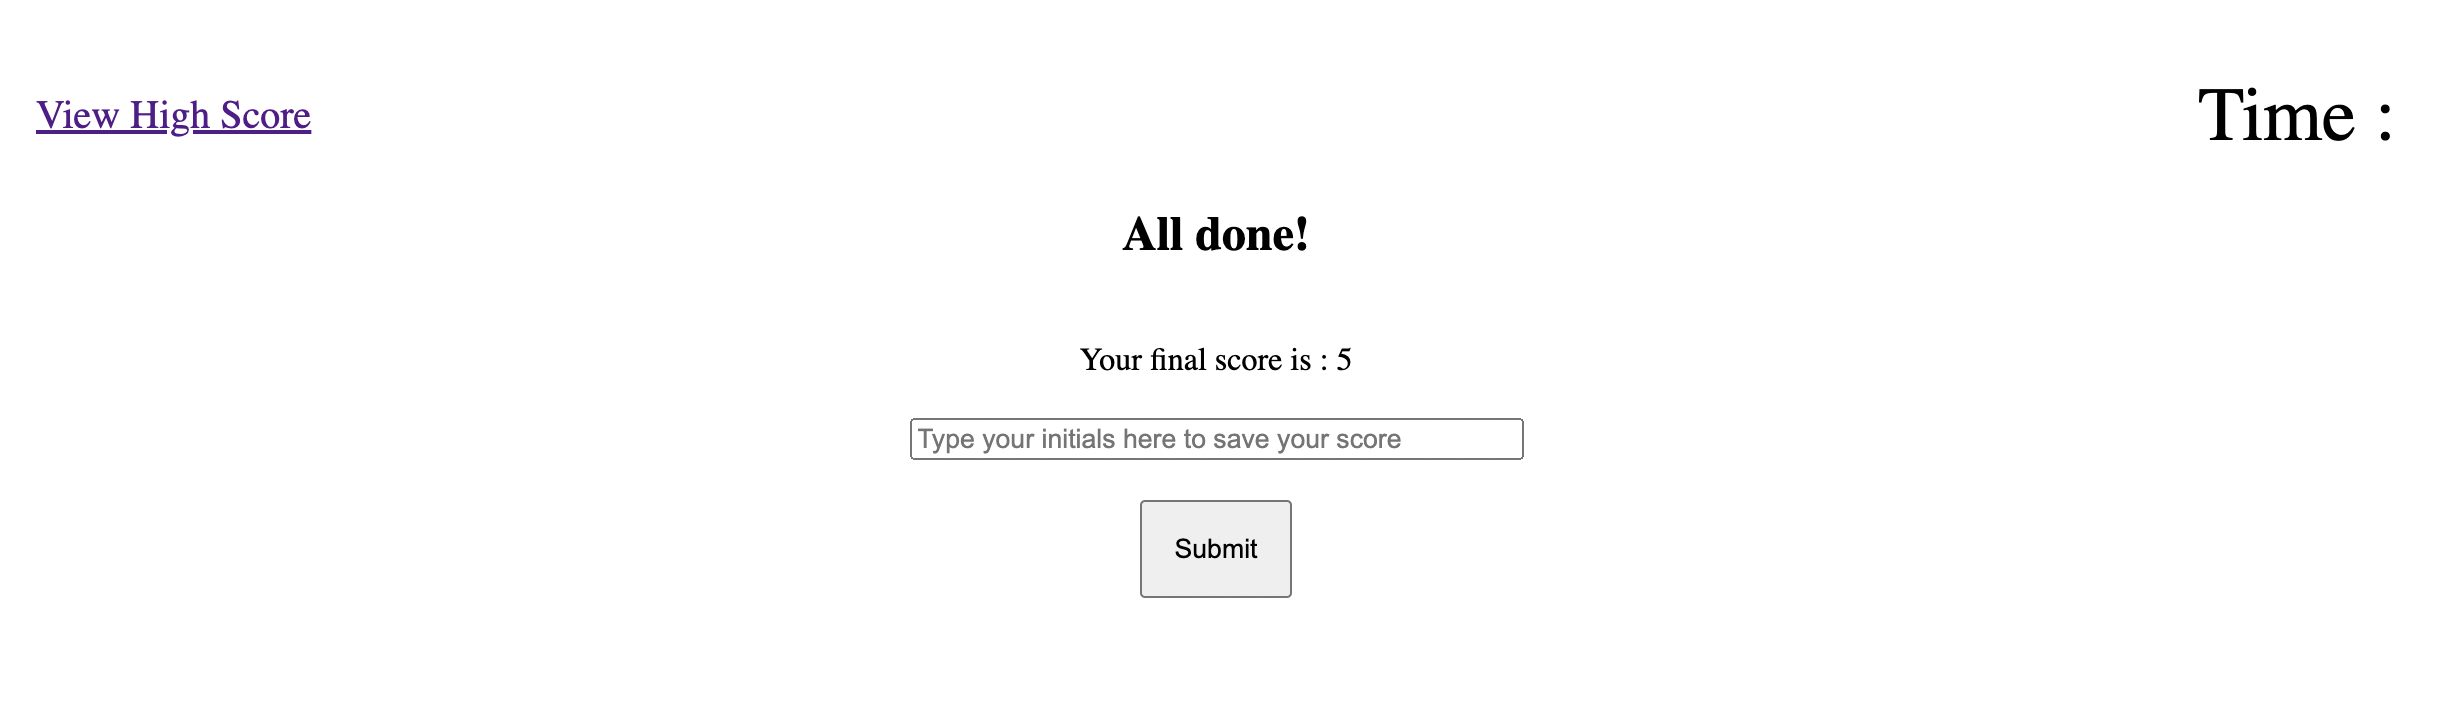 View High Score
Time :
All done!
Your final score is : 5
Type your initials here to save your score
Submit